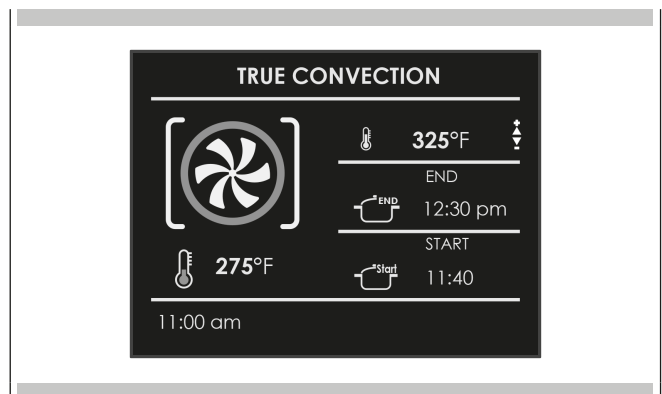 TRUE CONVECTION
325°F
END
END
12:30 pm
START
Start
11:40
275°F
11:00 am